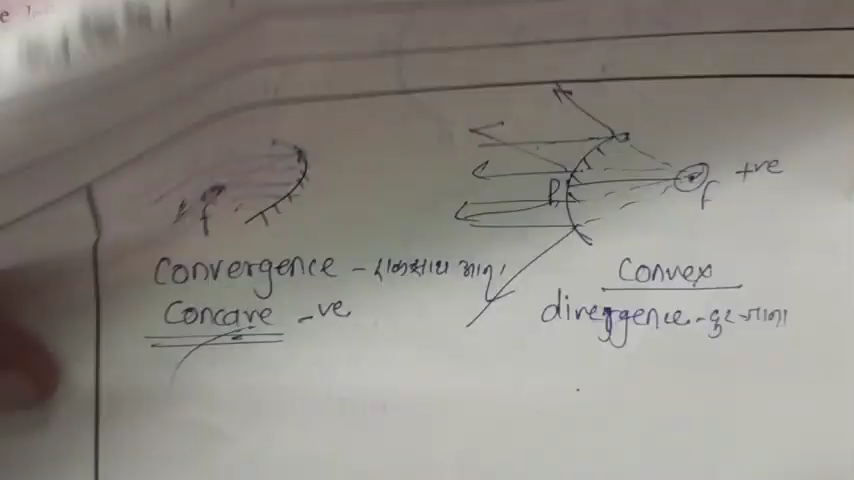 f
P
f +ve
Convergence -
Concave -ve
Convex
divergence -